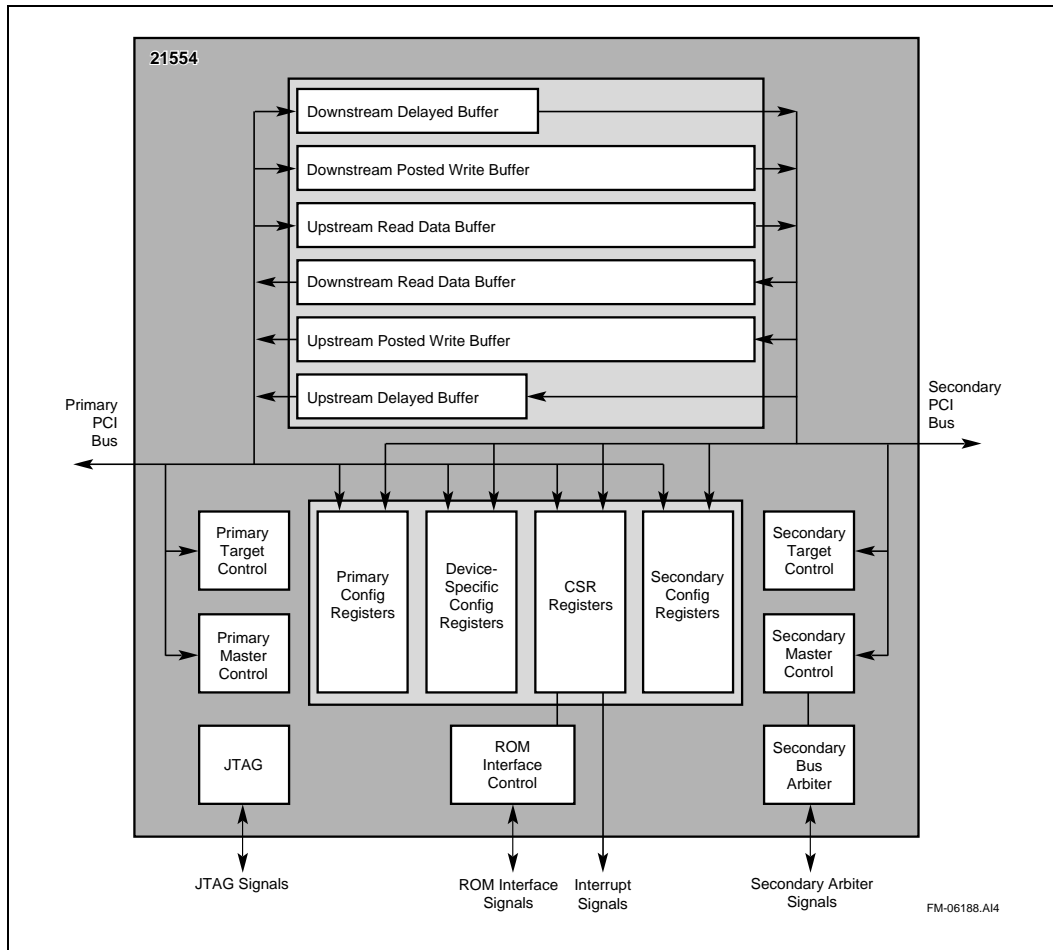 21554
Downstream Delayed Buffer
Downstream Posted Write Buffer
Upstream Read Data Buffer
Downstream Read Data Buffer
Upstream Posted Write Buffer
Upstream Delayed Buffer
Primary
PCI
Bus
Secondary
PCI
Bus
Primary
Target
Control
Primary
Master
Control
Primary
Config
Registers
Device-
Specific
Config
Registers
CSR
Registers
Secondary
Config
Registers
Secondary
Target
Control
Secondary
Master
Control
JTAG
ROM
Interface
Control
Secondary
Bus
Arbiter
JTAG Signals
ROM Interface
Signals
Interrupt
Signals
Secondary Arbiter
Signals
FM-06188.AI4